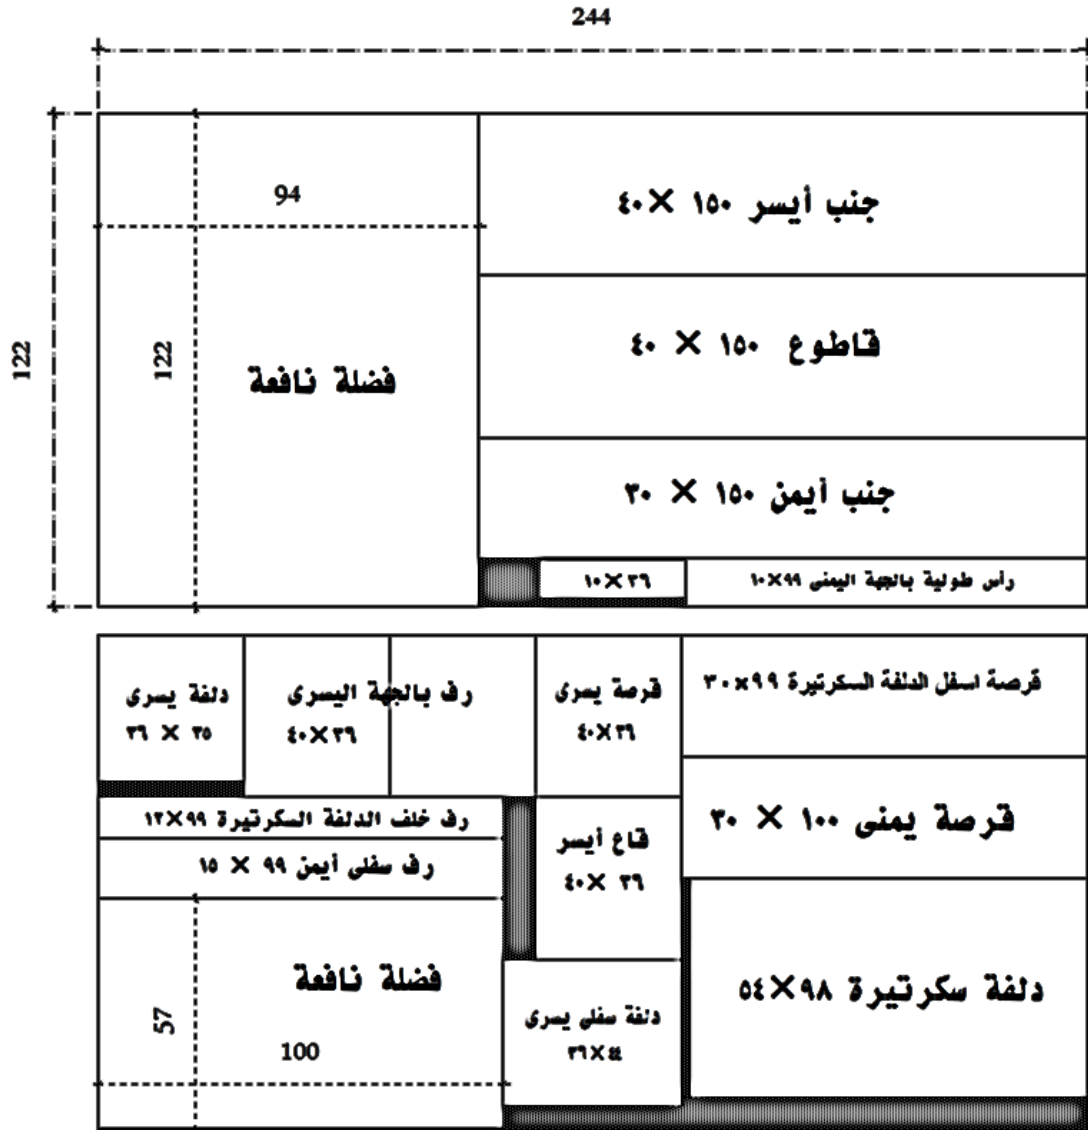 244
جنب أيسر ١٥٠ × ٤٠
94
قاطوع ١٥٠ × ٤٠
122
122
فضلة نافعة
جنب أيمن ١٥٠ × ٣٠
رأس طولية بالجهة اليمنى ٩٩×١٠
٣٦×١٠
قرصة اسفل الدلفة السكرتيرة ٩٩×٣٠
قرصة يسرى
٣٦×٤٠
رف بالجهة اليسرى
٣٦×٤٠
دلفة يسرى
٣٥ × ٣٦
قرصة يمنى ١٠٠ × ٣٠
رف خلف الدلفة السكرتيرة ٩٩×١٢
قاع أيسر
٣٦ ×٤٠
رف سفلى أيمن ٩٩ × ١٥
دلفة سكرتيرة ٩٨×٥٤
فضلة نافعة
دلفة سفلى يسرى
٤٤×٣٦
57
100